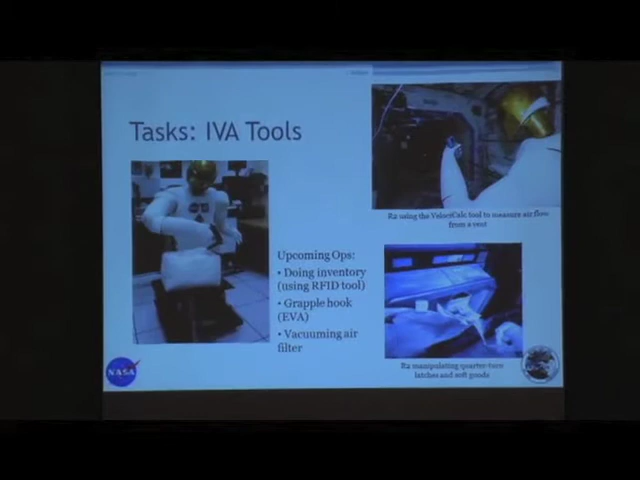 Tasks: IVA Tools
Upcoming Ops:
• Doing inventory
(using RFID tool)
• Grapple hook
(EVA)
• Vacuuming air
filter
R2 using the VelociCalc tool to measure air flow
from a vent
R2 manipulating quarter-turn
latches and soft goods
NASA